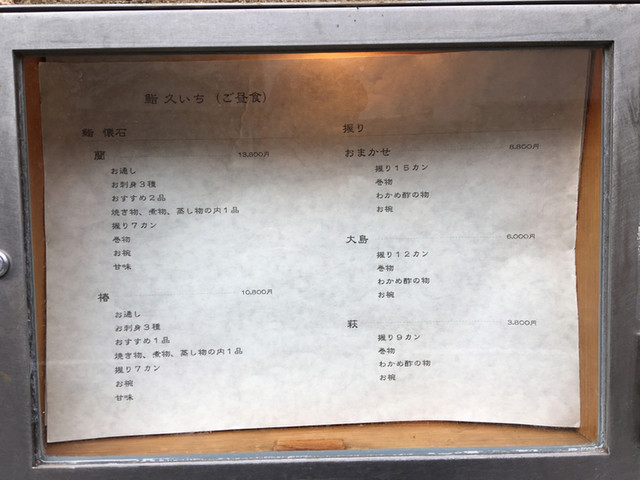 鮨 久いち (ご昼食)
鮨 懐石
蘭 13,800円
お通し
お刺身3種
おすすめ2品
焼き物、煮物、蒸し物の内1品
握り7カン
巻物
お椀
甘味
椿 10,800円
お通し
お刺身3種
おすすめ1品
焼き物、煮物、蒸し物の内1品
握り7カン
お椀
甘味
握り
おまかせ 8,800円
握り15カン
巻物
わかめ酢の物
お椀
大島 6,000円
握り12カン
巻物
わかめ酢の物
お椀
萩 3,800円
握り9カン
巻物
わかめ酢の物
お椀